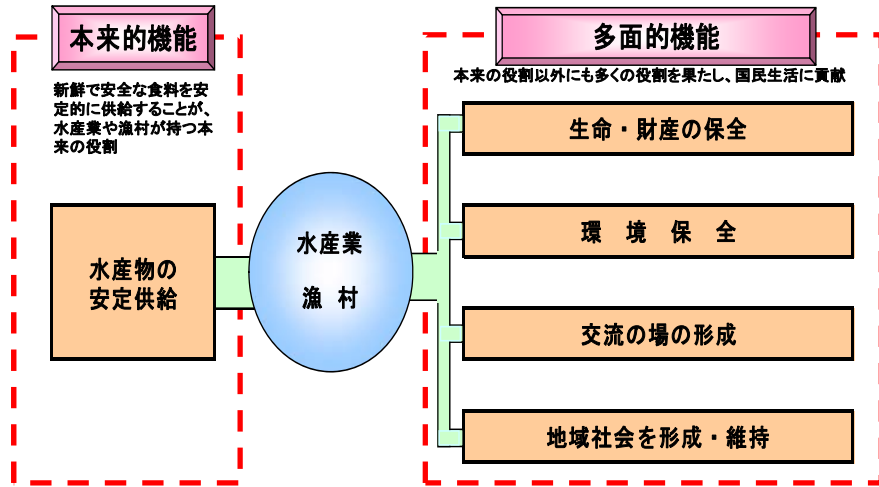 本来的機能
新鮮で安全な食料を安
定的に供給することが、
水産業や漁村が持つ本
来の役割
水産物の
安定供給
水産業
漁 村
多面的機能
本来の役割以外にも多くの役割を果たし、国民生活に貢献
生命・財産の保全
環 境 保 全
交流の場の形成
地域社会を形成・維持